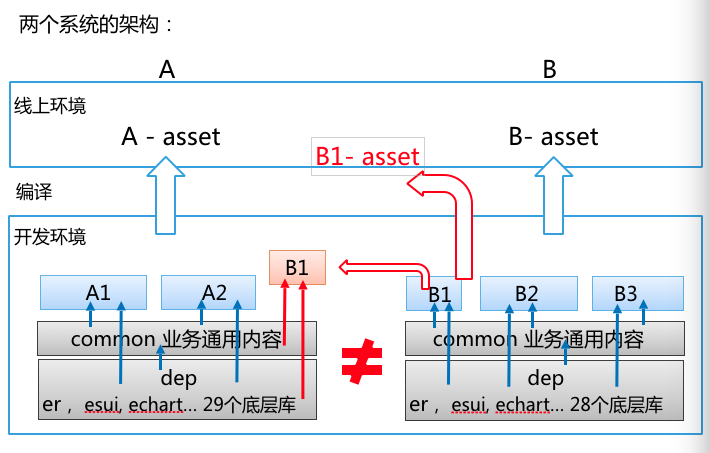 两个系统的架构：
A
B
线上环境
A - asset
B1- asset
B- asset
编译
开发环境
B1
A1
A2
B1
B2
B3
common 业务通用内容
≠
common 业务通用内容
dep
er， esui, echart... 29个底层库
dep
er， esui, echart... 28个底层库